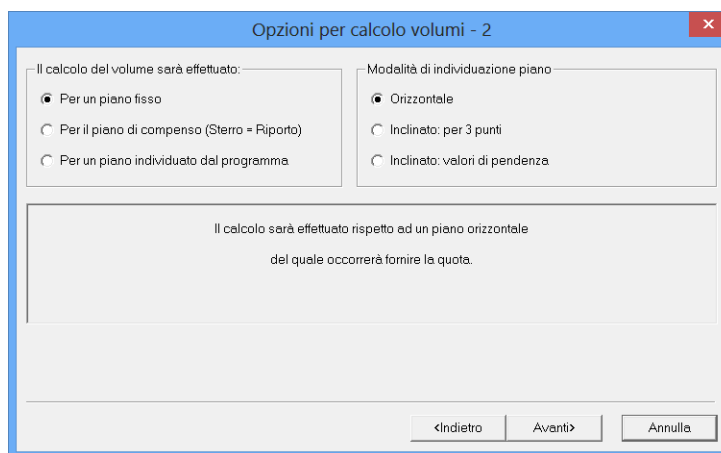 Opzioni per calcolo volumi - 2
Il calcolo del volume sarà effettuato:
Per un piano fisso
Per il piano di compenso (Sterro = Riporto)
Per un piano individuato dal programma
Modalità di individuazione piano
Orizzontale
Inclinato: per 3 punti
Inclinato: valori di pendenza
Il calcolo sarà effettuato rispetto ad un piano orizzontale
del quale occorrerà fornire la quota.
<Indietro
Avanti>
Annulla